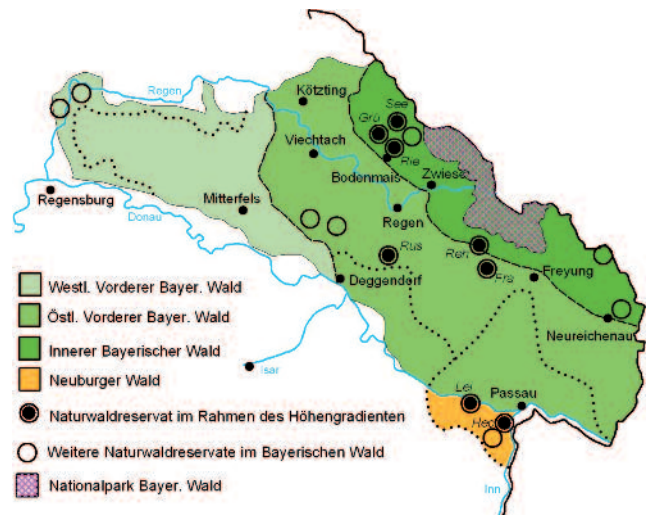 Regen
Kötzting
See
Grü
Viechtach
Rie
Bodenmais
Zwiesel
Regensburg
Mitterfels
Donau
Regen
Rus
Ren
Fra
Freyung
Deggendorf
Neureichenau
Isar
Lei
Passau
Hec
Inn
Westl. Vorderer Bayer. Wald
Östl. Vorderer Bayer. Wald
Innerer Bayerischer Wald
Neuburger Wald
Naturwaldreservat im Rahmen des Höhengradienten
Weitere Naturwaldreservate im Bayerischen Wald
Nationalpark Bayer. Wald